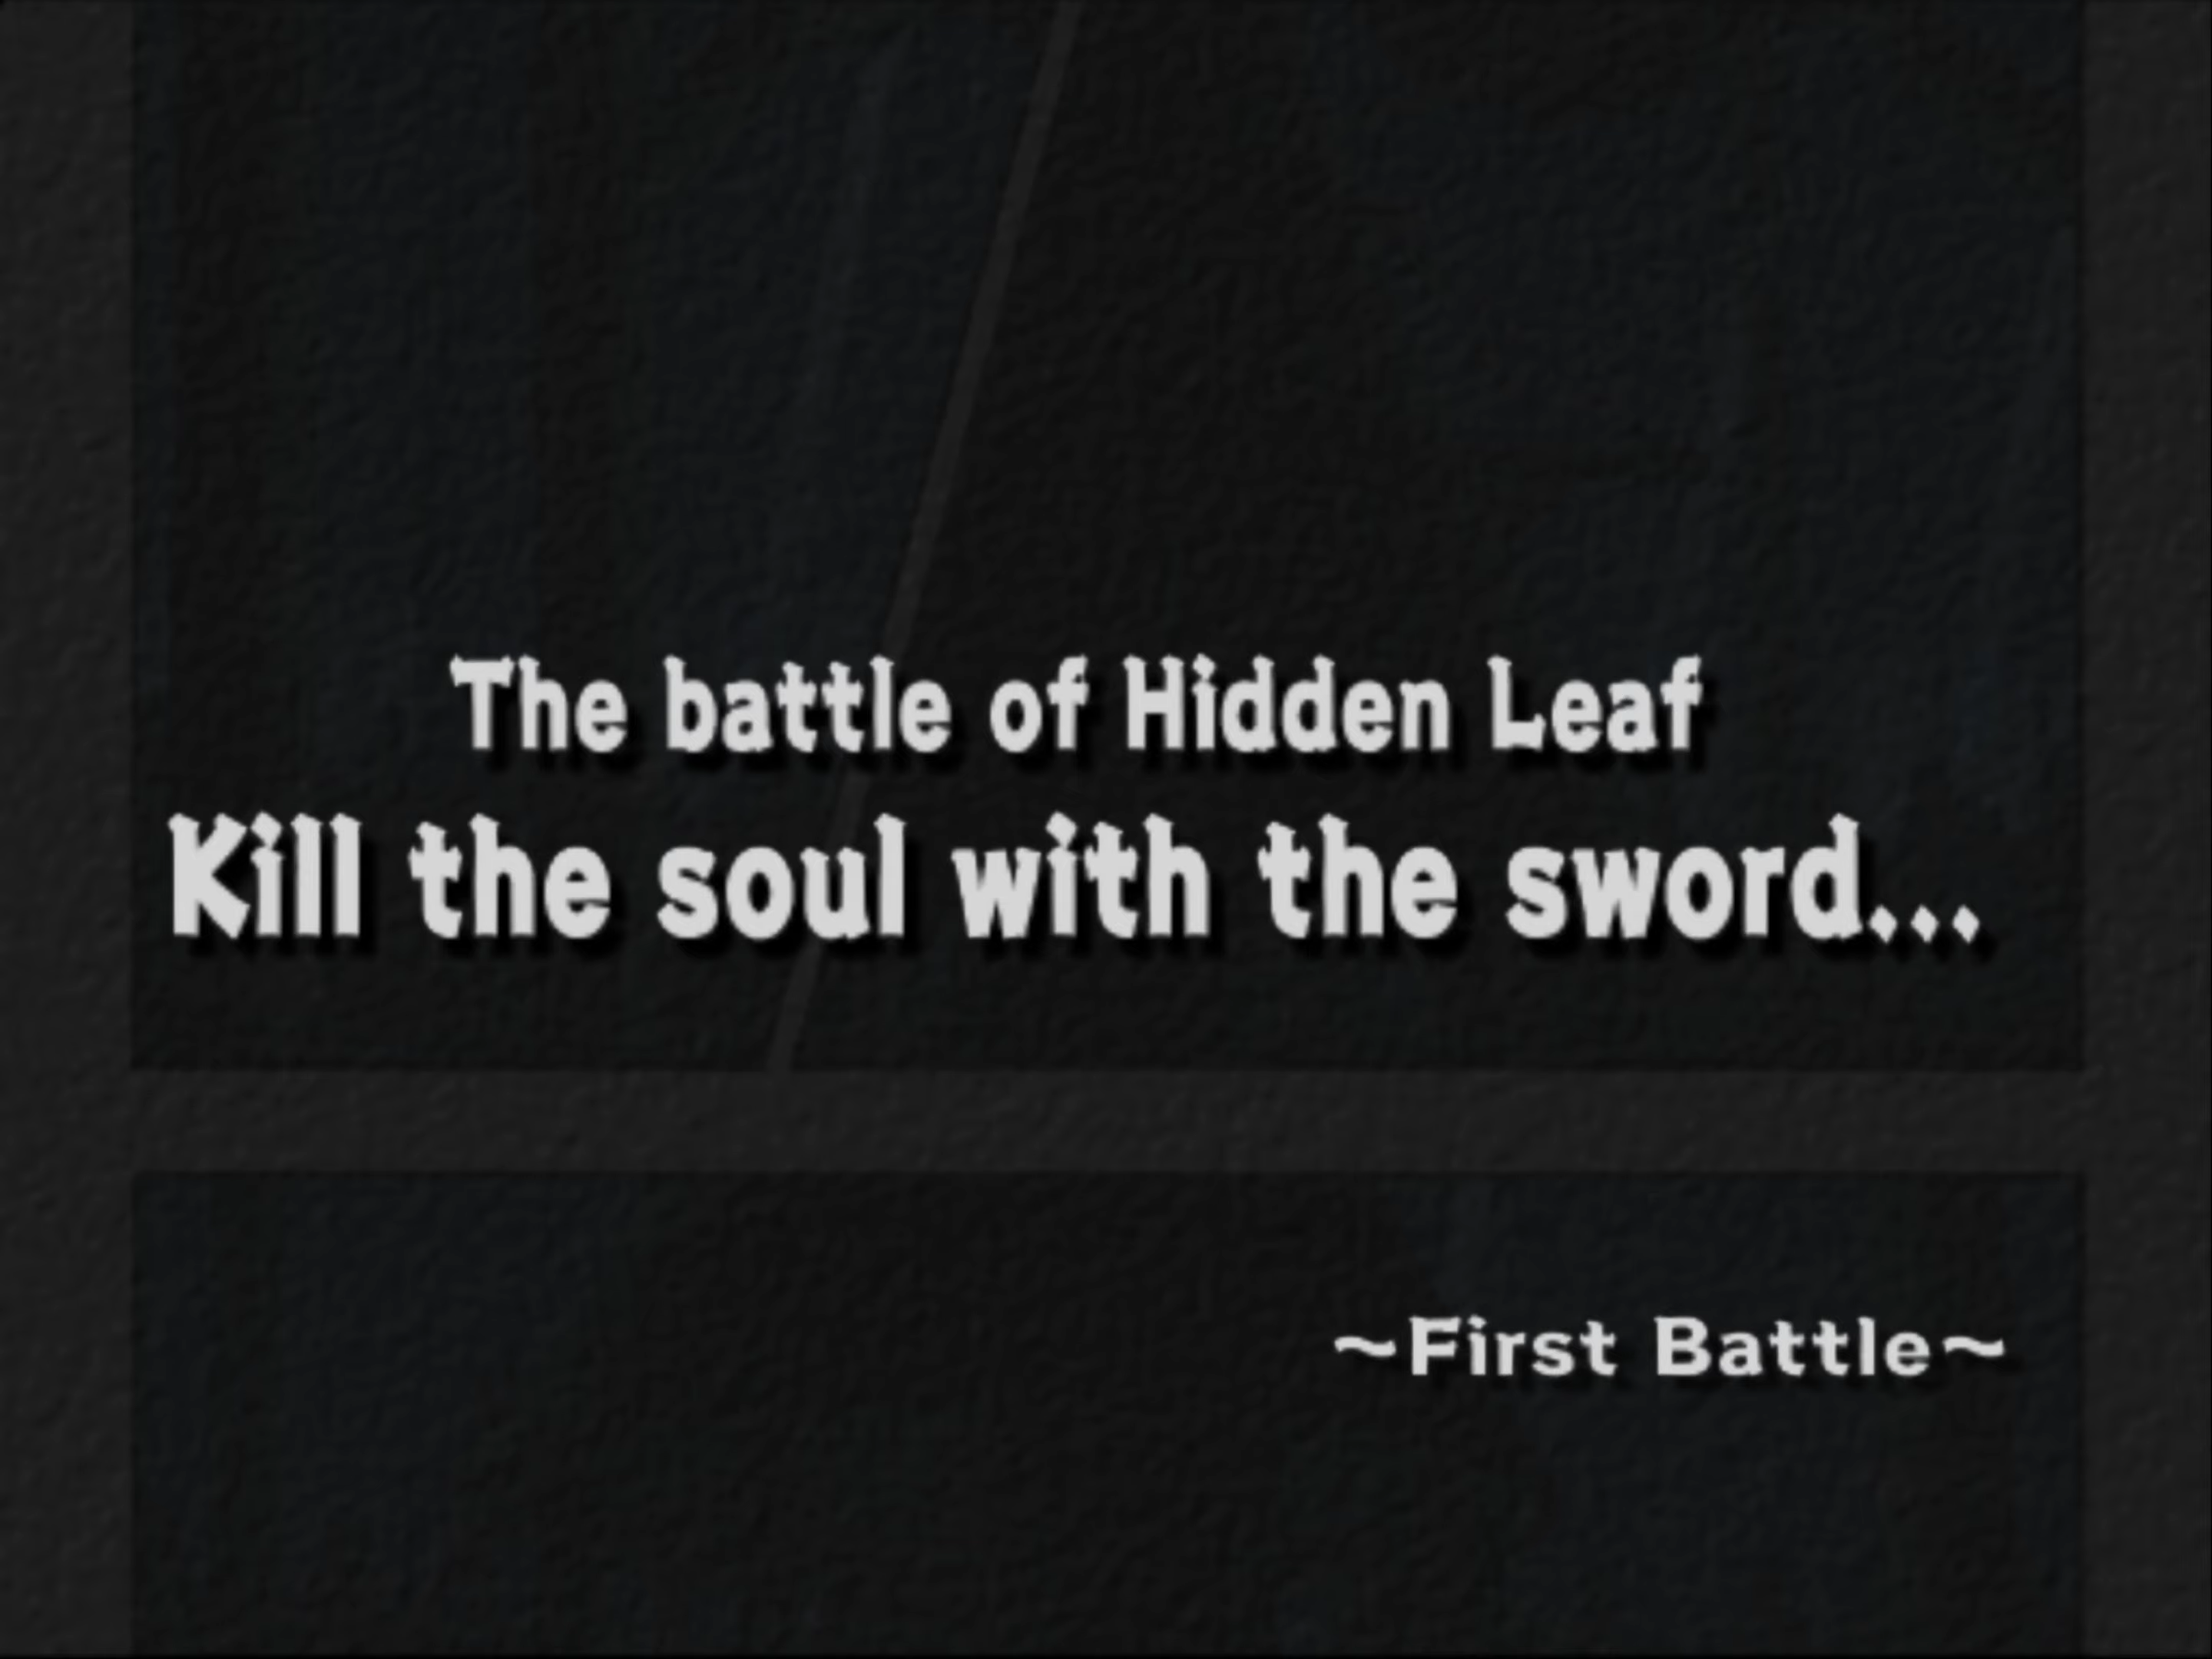 The battle of Hidden Leaf
Kill the soul with the sword...
~First Battle~